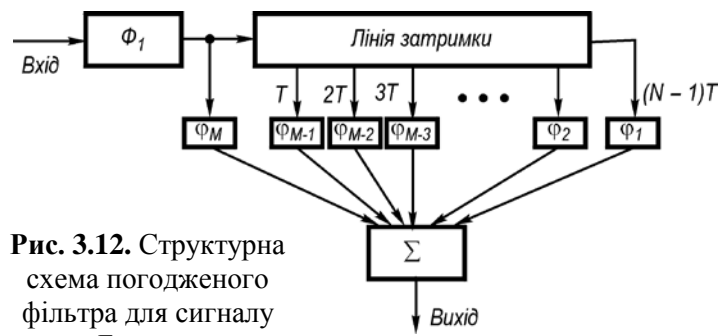 Вхід
Ф₁
Лінія затримки
T 2T 3T • • • (N – 1)T
φM φM-1 φM-2 φM-3 φ2 φ1
Рис. 3.12. Структурна
схема погодженого
фільтра для сигналу
Σ
Вихід